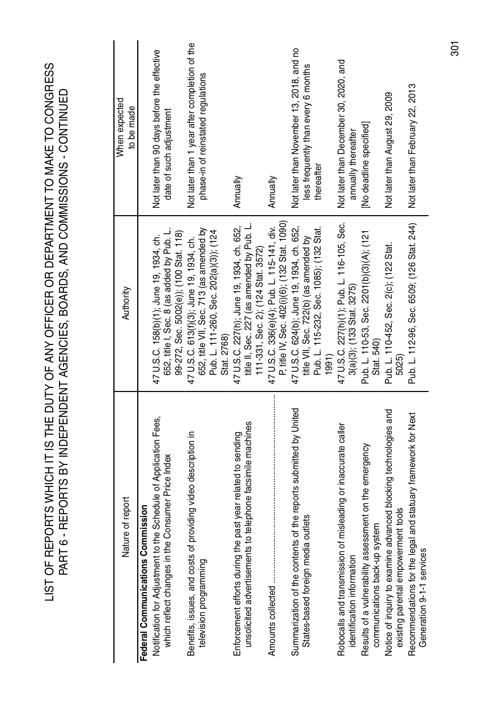 LIST OF REPORTS WHICH IT IS THE DUTY OF ANY OFFICER OR DEPARTMENT TO MAKE TO CONGRESS
PART 6 - REPORTS BY INDEPENDENT AGENCIES, BOARDS, AND COMMISSIONS - CONTINUED
Nature of report
Authority
When expected
to be made
Federal Communications Commission
Notification for Adjustment to the Schedule of Application Fees,
which reflect changes in the Consumer Price Index
47 U.S.C. 158(b)(1); June 19, 1934, ch.
652, title I, Sec. 8 (as added by Pub. L.
99-272, Sec. 5002(e)); (100 Stat. 118)
Not later than 90 days before the effective
date of such adjustment
Benefits, issues, and costs of providing video description in
television programming
47 U.S.C. 613(f)(3); June 19, 1934, ch.
652, title VII, Sec. 713 (as amended by
Pub. L. 111-260, Sec. 202(a)(3)); (124
Stat. 2768)
Not later than 1 year after completion of the
phase-in of reinstated regulations
Enforcement efforts during the past year related to sending
unsolicited advertisements to telephone facsimile machines
47 U.S.C. 227(h); June 19, 1934, ch. 652,
title II, Sec. 227 (as amended by Pub. L.
111-331, Sec. 2); (124 Stat. 3572)
Annually
Amounts collected
47 U.S.C. 336(e)(4); Pub. L. 115-141, div.
P, title IV, Sec. 402(i)(6); (132 Stat. 1090)
Annually
Summarization of the contents of the reports submitted by United
States-based foreign media outlets
47 U.S.C. 624(b); June 19, 1934, ch. 652,
title VII, Sec. 722(b) (as amended by
Pub. L. 115-232, Sec. 1085); (132 Stat.
1991)
Not later than November 13, 2018, and no
less frequently than every 6 months
thereafter
Robocalls and transmission of misleading or inaccurate caller
identification information
47 U.S.C. 227(h)(1); Pub. L. 116-105, Sec.
3(a)(3); (133 Stat. 3275)
Not later than December 30, 2020, and
annually thereafter
Results of a vulnerability assessment on the emergency
communications back-up system
Pub. L. 110-53, Sec. 2201(b)(3)(A); (121
Stat. 540)
[No deadline specified]
Notice of inquiry to examine advanced blocking technologies and
existing parental empowerment tools
Pub. L. 110-452, Sec. 2(c); (122 Stat.
5025)
Not later than August 29, 2009
Recommendations for the legal and statuary framework for Next
Generation 9-1-1 services
Pub. L. 112-96, Sec. 6509; (126 Stat. 244)
Not later than February 22, 2013
301